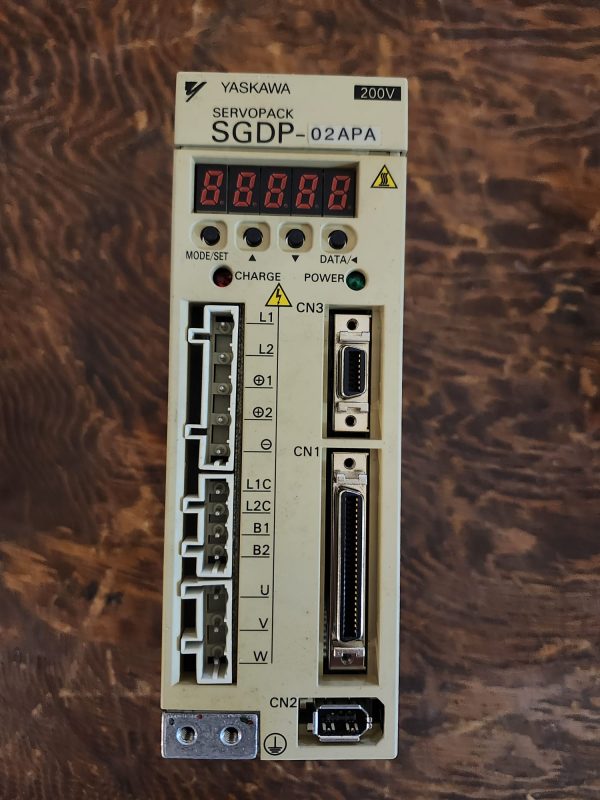 YASKAWA
200V
SERVOPACK
SGDP-02APA
88888
MODE/SET ▲ ▼ DATA/◄
CHARGE POWER
CN3
L1
L2
⊕1
⊕2
⊖
CN1
L1C
L2C
B1
B2
U
V
W
CN2